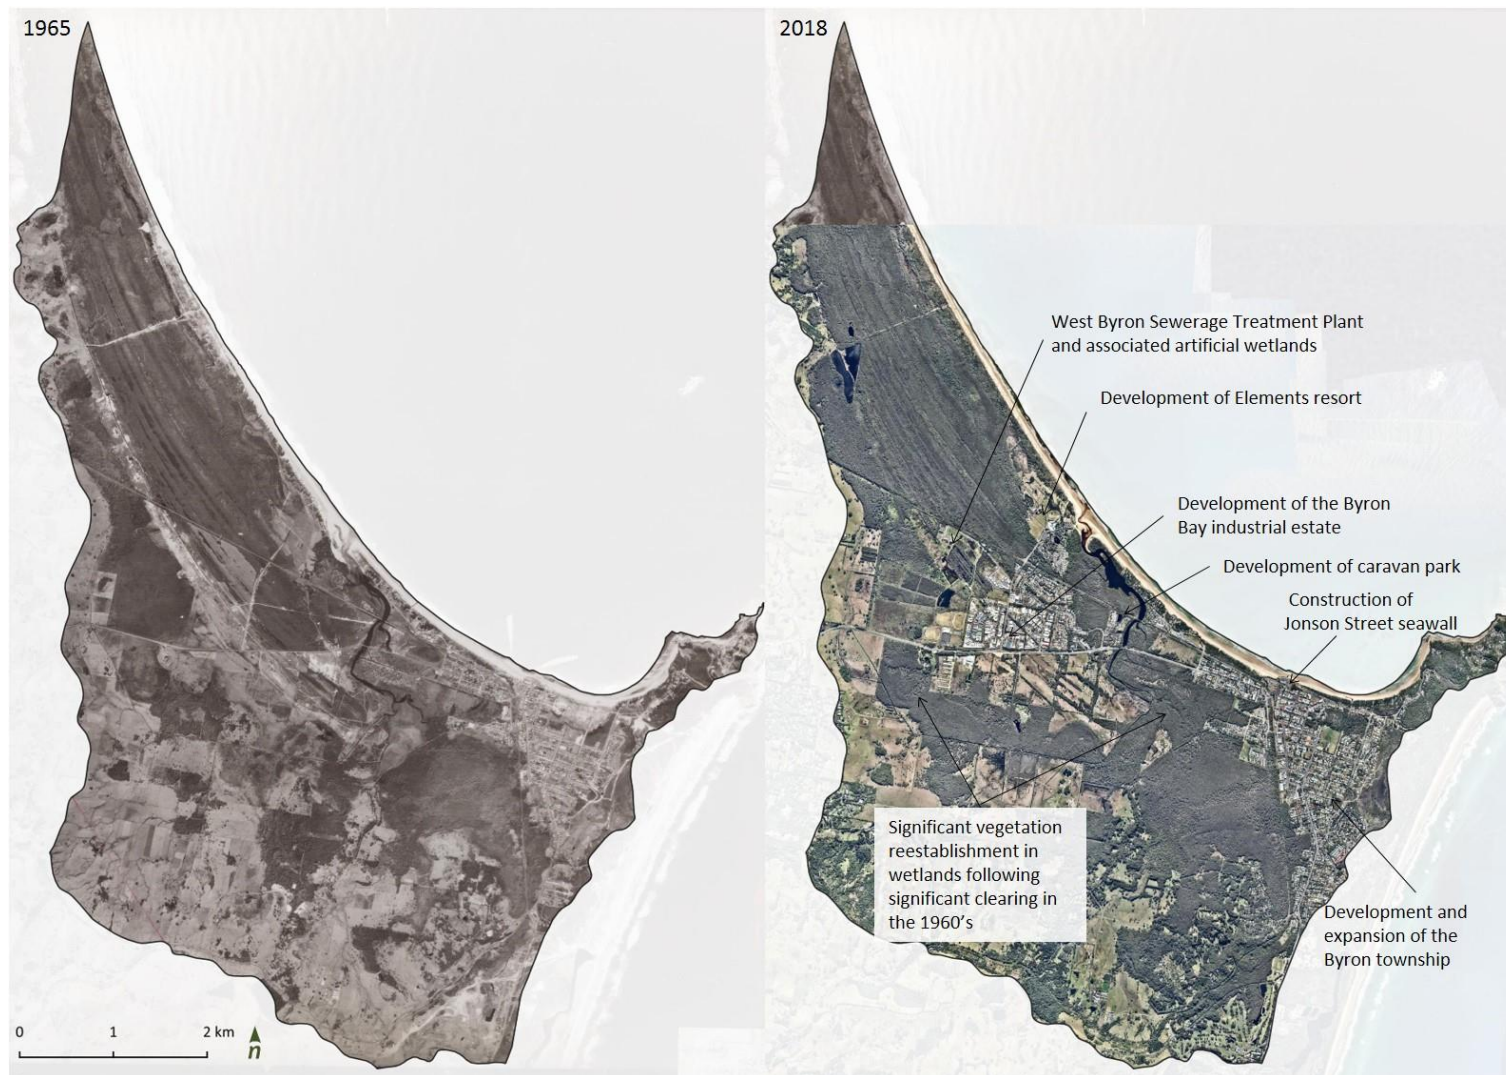 1965
2018
West Byron Sewerage Treatment Plant
and associated artificial wetlands
Development of Elements resort
Development of the Byron
Bay industrial estate
Development of caravan park
Construction of
Jonson Street seawall
Significant vegetation
reestablishment in
wetlands following
significant clearing in
the 1960's
Development and
expansion of the
Byron township
0 1 2 km
n